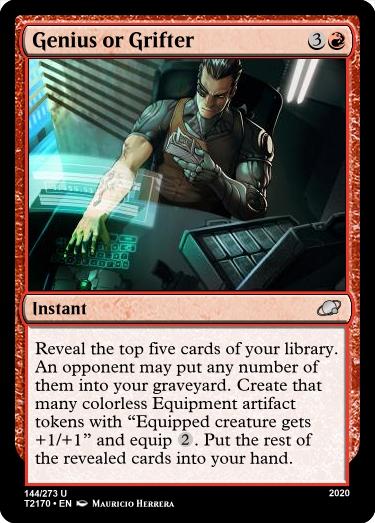 Genius or Grifter 3
Instant
Reveal the top five cards of your library.
An opponent may put any number of
them into your graveyard. Create that
many colorless Equipment artifact
tokens with “Equipped creature gets
+1/+1” and equip 2. Put the rest of
the revealed cards into your hand.
144/273 U
2020
T2170 • EN Mauricio Herrera